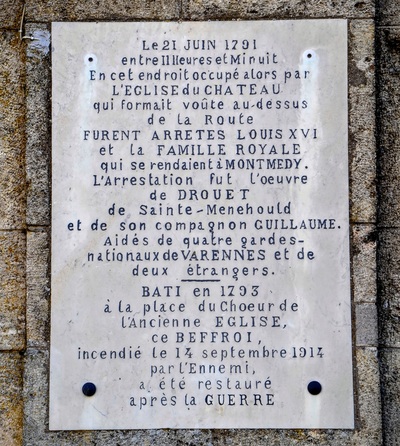 Le 21 JUIN 1791
entre 11 Heures et Minuit
En cet endroit occupé alors par
L'EGLISE du CHATEAU
qui formait voûte au-dessus
de la Route
FURENT ARRETES LOUIS XVI
et la FAMILLE ROYALE
qui se rendaient à MONTMEDY.
L'Arrestation fut l'oeuvre
de DROUET
de Sainte-Menehould
et de son compagnon GUILLAUME.
Aidés de quatre gardes-
nationaux de VARENNES et de
deux étrangers.
BATI en 1793
à la place du Choeur de
l'Ancienne EGLISE,
ce BEFFROI,
incendié le 14 septembre 1914
par l'Ennemi,
a été restauré
après la GUERRE